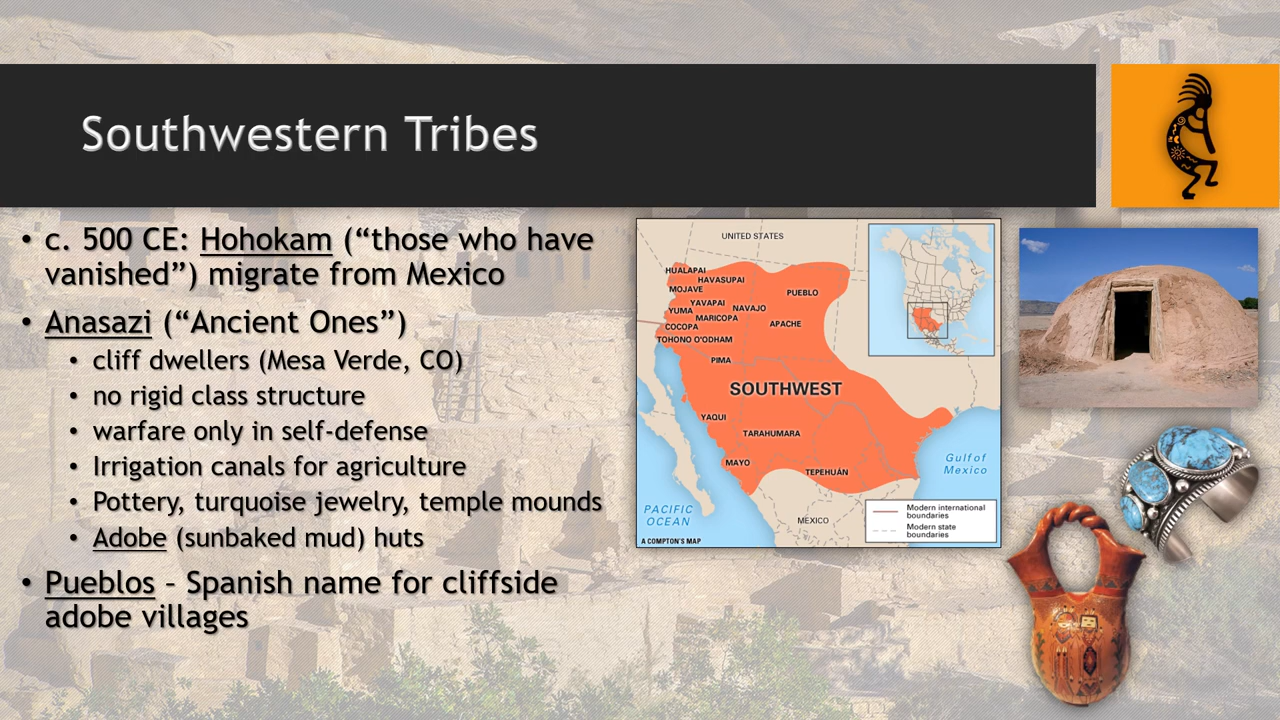 Southwestern Tribes
• c. 500 CE: Hohokam (“those who have
vanished”) migrate from Mexico
• Anasazi (“Ancient Ones”)
• cliff dwellers (Mesa Verde, CO)
• no rigid class structure
• warfare only in self-defense
• Irrigation canals for agriculture
• Pottery, turquoise jewelry, temple mounds
• Adobe (sunbaked mud) huts
• Pueblos – Spanish name for cliffside
adobe villages
UNITED STATES
HUALAPAI
HAVASUPAI
MOJAVE
PUEBLO
YAVAPAI
NAVAJO
YUMA
MARICOPA
APACHE
COCOPA
TOHONO O'ODHAM
PIMA
SOUTHWEST
YAQUI
TARAHUMARA
MAYO
TEPEHUÁN
Gulf of
Mexico
PACIFIC
OCEAN
MEXICO
Modern international
boundaries
Modern state
boundaries
A COMPTON'S MAP